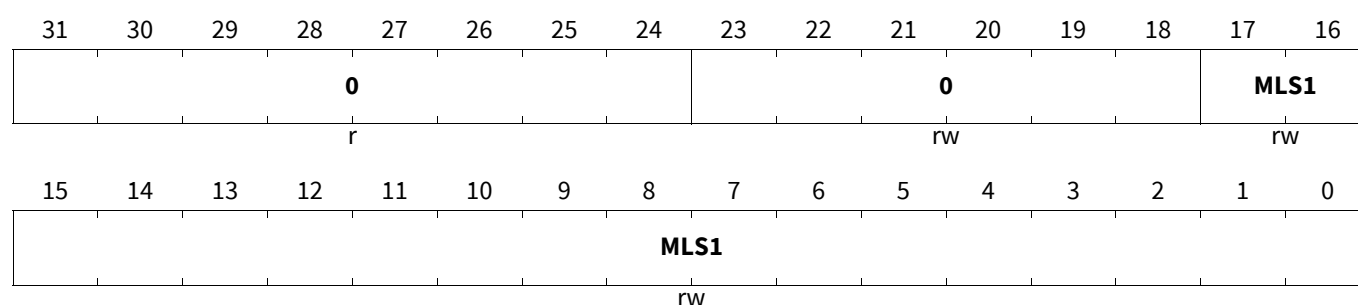 31 30 29 28 27 26 25 24 23 22 21 20 19 18 17 16
0 0 MLS1
r rw rw
15 14 13 12 11 10 9 8 7 6 5 4 3 2 1 0
MLS1
rw